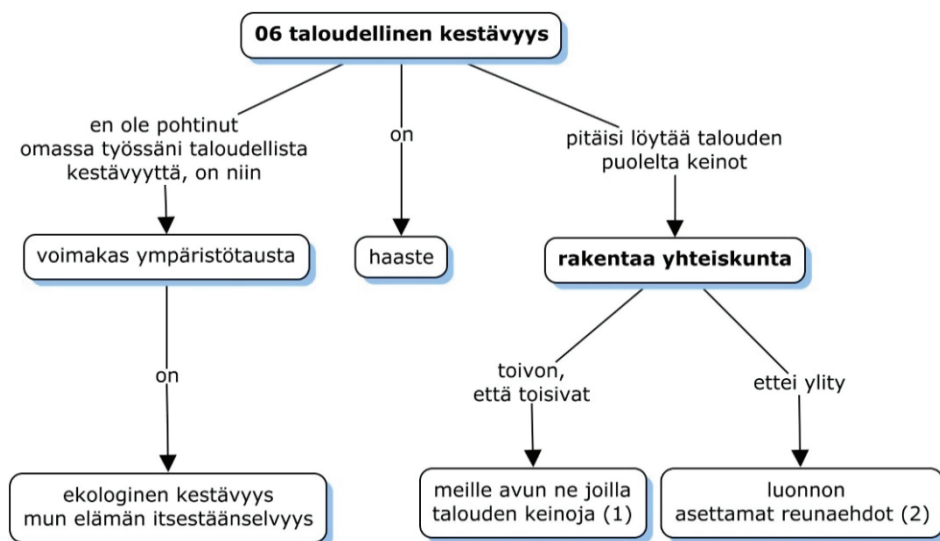 06 taloudellinen kestävyys
en ole pohtinut
omassa työssäni taloudellista
kestävyyttä, on niin
on
pitäisi löytää talouden
puolelta keinot
voimakas ympäristötausta
haaste
rakentaa yhteiskunta
on
toivon,
että toisivat
ettei ylity
ekologinen kestävyys
mun elämän itsestäänselvyys
meille avun ne joilla
talouden keinoja (1)
luonnon
asettamat reunaehdot (2)